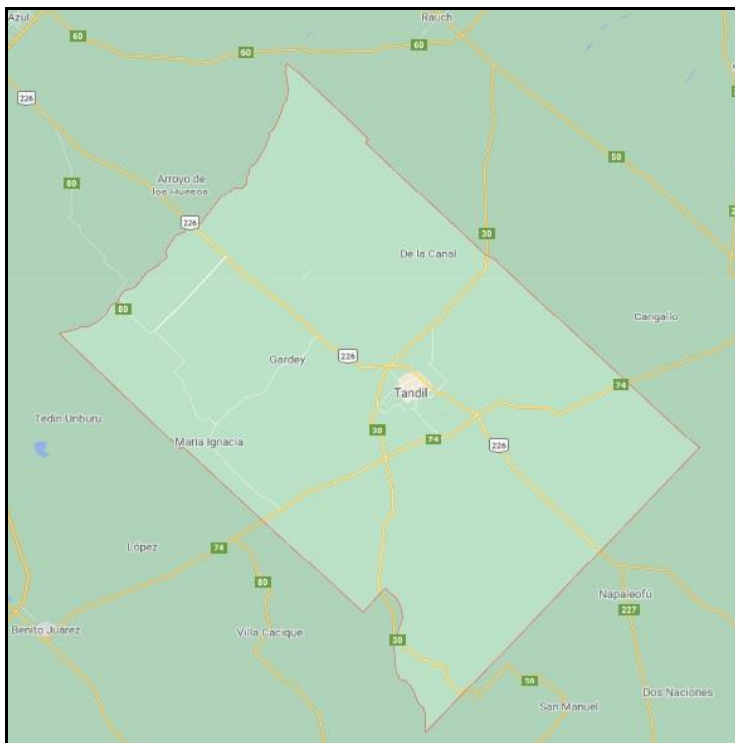 Azul
Rauch
60
60
60
226
50
80
Arroyo de
los Huesos
226
30
De la Canal
80
Cangallo
226
Gardey
74
Tandil
Tedín Uriburu
30
María Ignacia
74
226
López
74
80
Napaleofú
227
Benito Juárez
Villa Cacique
30
56
Dos Naciones
San Manuel